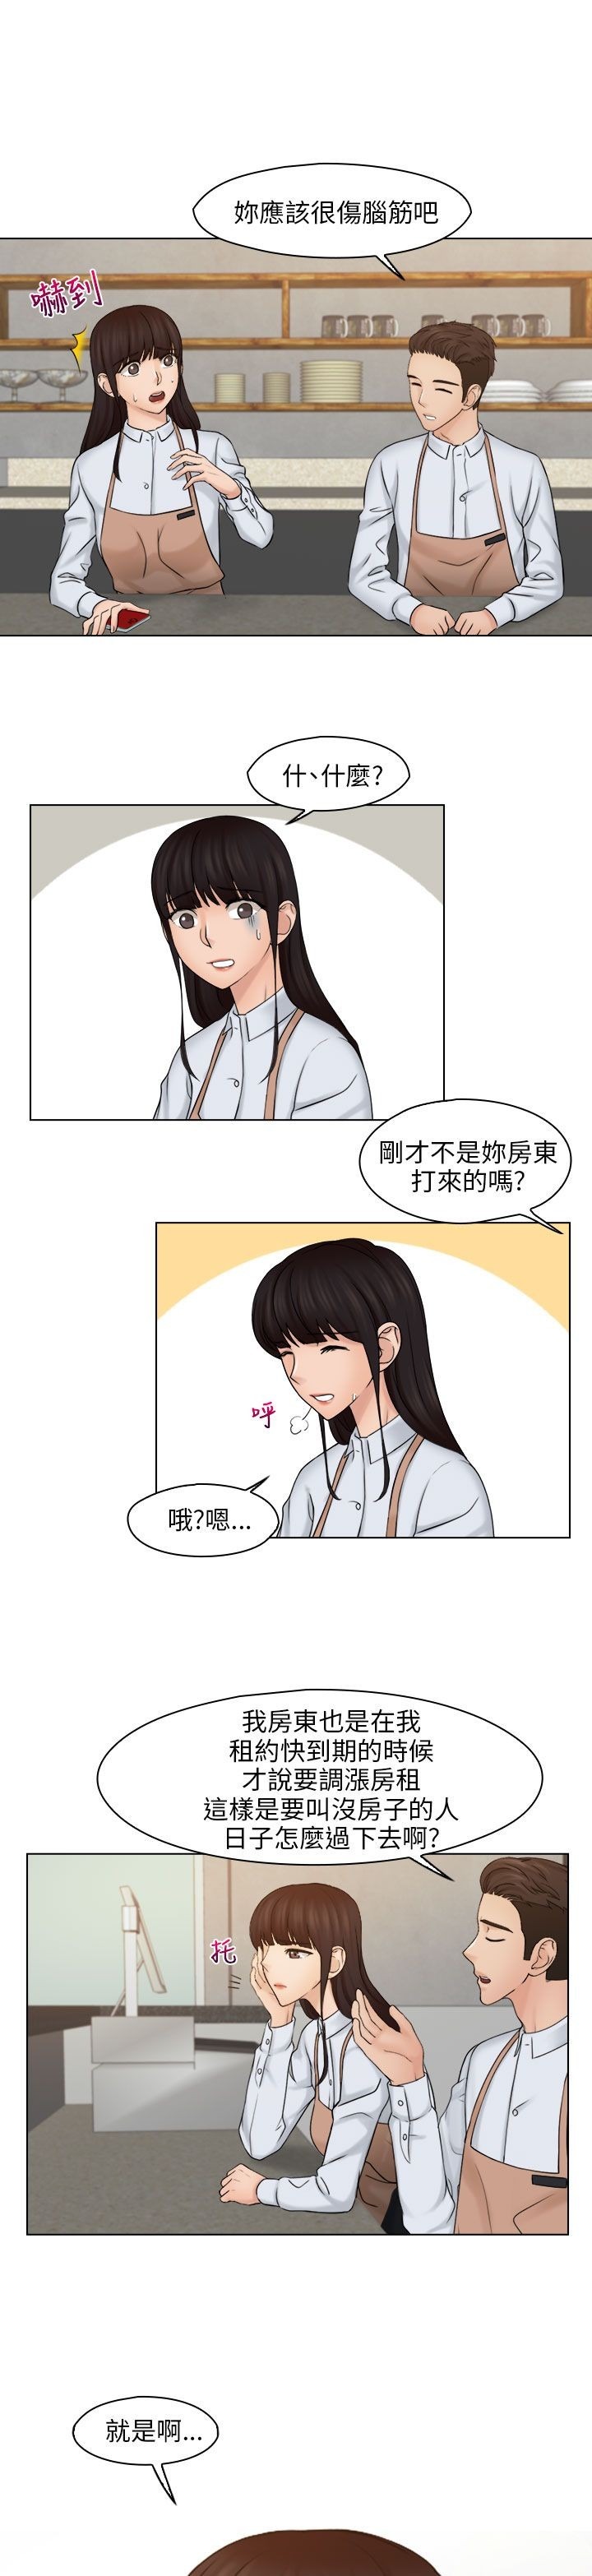 妳應該很傷腦筋吧
嚇到
什、什麼?
剛才不是妳房東
打來的嗎?
呼
哦?嗯...
我房東也是在我
租約快到期的時候
才說要調漲房租
這樣是要叫沒房子的人
日子怎麼過下去啊?
托
就是啊...